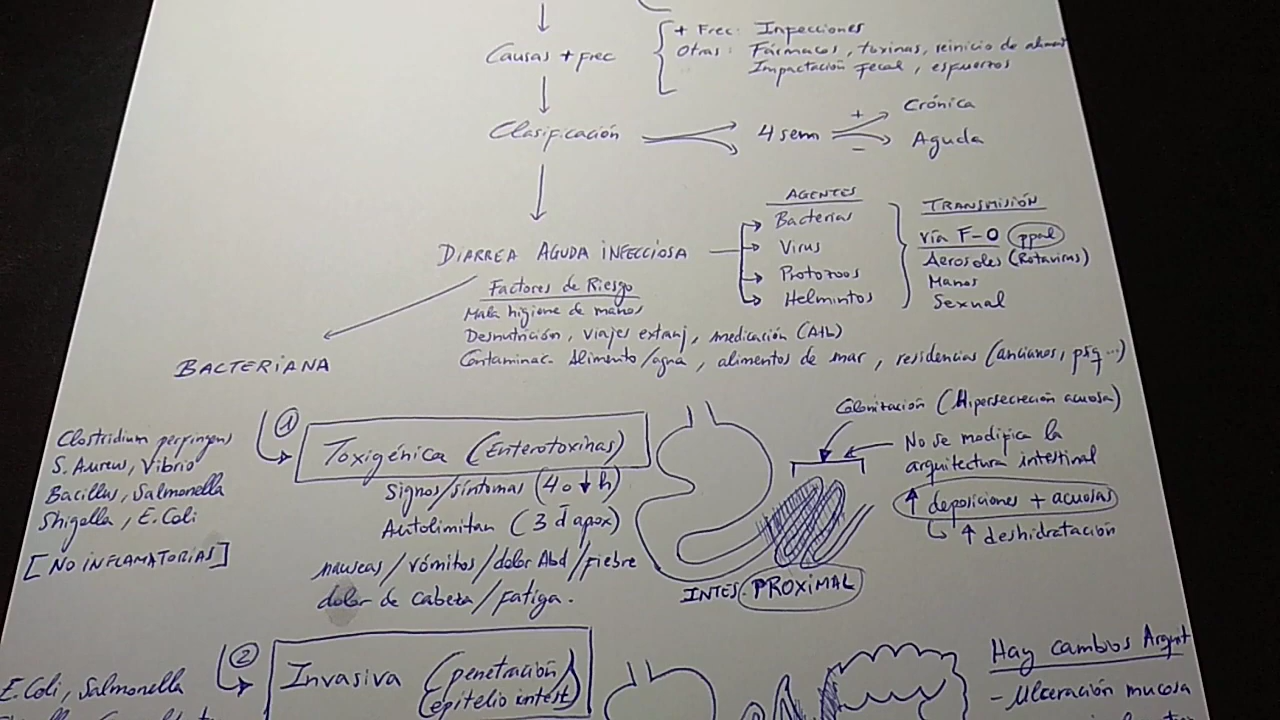 Causas + frec
+ Frec: Infecciones
Otras: Fármacos, toxinas, reinicio de
Impactación Fecal, esfuerzos
Clasificación
4 sem
+
-
Crónica
Aguda
DIARREA AGUDA INFECCIOSA
AGENTES
Bacterias
Virus
Protozoos
Helmintos
TRANSMISIÓN
vía F-O ppal
Aerosoles (Rotavirus)
Manos
Sexual
Factores de Riesgo
Mala higiene de manos
Desnutrición, viajes extranj, medicación (Atb)
Contaminac. Alimento/agua, alimentos de mar, residencias (ancianos, psq...)
BACTERIANA
Clostridium perfingens
S. Aureus, Vibrio
Bacillus, Salmonella
Shigella, E.Coli
[NO INFLAMATORIAS]
1
Toxigénica (Enterotoxinas)
Signos/síntomas (4 o ↓ h)
Autolimitan (3 d apox)
nauseas/vómitos/dolor Abd/fiebre
dolor de cabeza/fatiga.
Colonización (Hipersecreción acuosa)
No se modifica la
arquitectura intestinal
↑ deposiciones + acuosas
↑ deshidratación
INTES. PROXIMAL
2
Invasiva (penetración
epitelio intest)
E.Coli, Salmonella
Hay cambios Arqut
- Ulceración mucosa